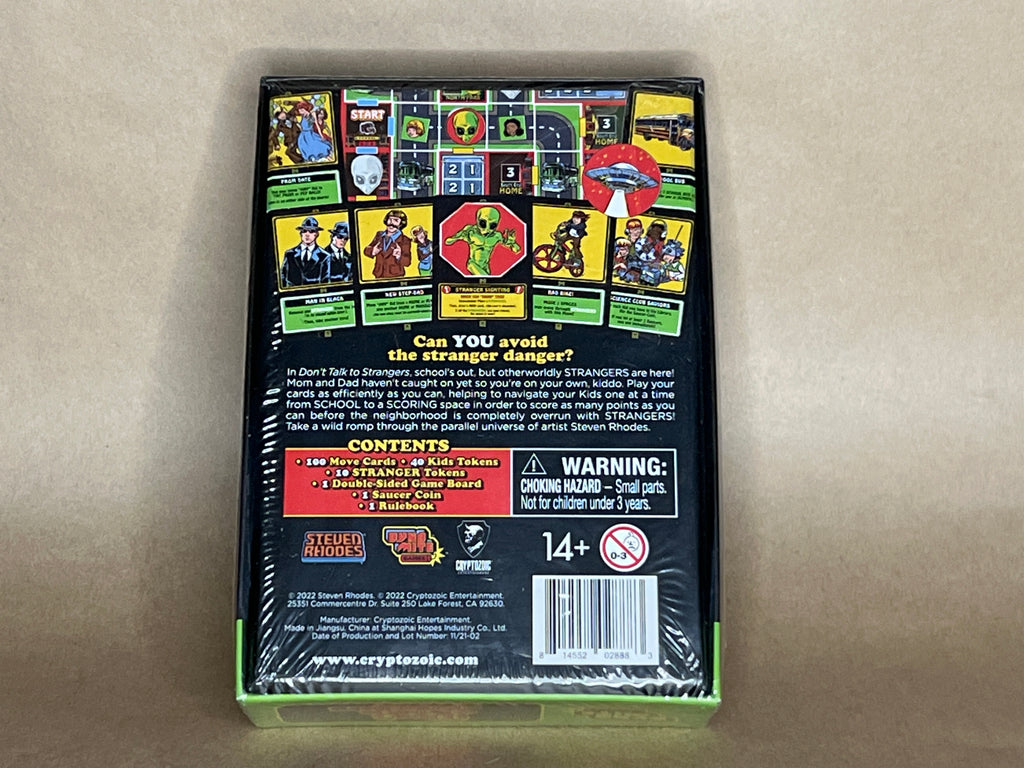 START
3
HOME
2 1
2 1
3
HOME
PROM DATE
MAN IN BLACK
NEW STEP-DAD
STRANGER SIGHTING
RAD BIKE!
SCIENCE CLUB SAVIORS
Can YOU avoid
the stranger danger?
In Don't Talk to Strangers, school's out, but otherworldly STRANGERS are here!
Mom and Dad haven't caught on yet so you're on your own, kiddo. Play your
cards as efficiently as you can, helping to navigate your Kids one at a time
from SCHOOL to a SCORING space in order to score as many points as you
can before the neighborhood is completely overrun with STRANGERS!
Take a wild romp through the parallel universe of artist Steven Rhodes.
CONTENTS
• 100 Move Cards • 40 Kids Tokens
• 10 STRANGER Tokens
• 1 Double-Sided Game Board
• 1 Saucer Coin
• 1 Rulebook
WARNING:
CHOKING HAZARD – Small parts.
Not for children under 3 years.
STEVEN
RHODES
DYNO
MITE
GAMES
CRYPTOZOIC
14+
0-3
© 2022 Steven Rhodes. © 2022 Cryptozoic Entertainment.
25351 Commercentre Dr. Suite 250 Lake Forest, CA 92630.
Manufacturer: Cryptozoic Entertainment.
Made in Jiangsu, China at Shanghai Hopes Industry Co., Ltd.
Date of Production and Lot Number: 11/21-02
www.cryptozoic.com
8 14552 02888 3